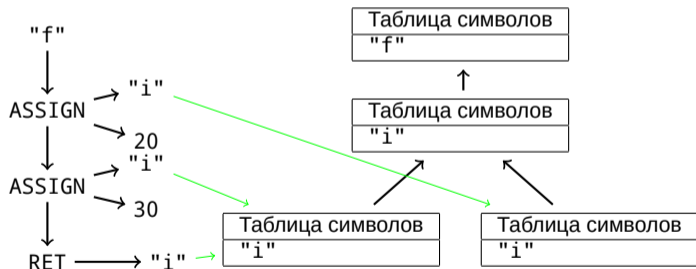 "f"
ASSIGN
"i"
20
ASSIGN
"i"
30
RET
"i"
Таблица символов
"f"
Таблица символов
"i"
Таблица символов
"i"
Таблица символов
"i"